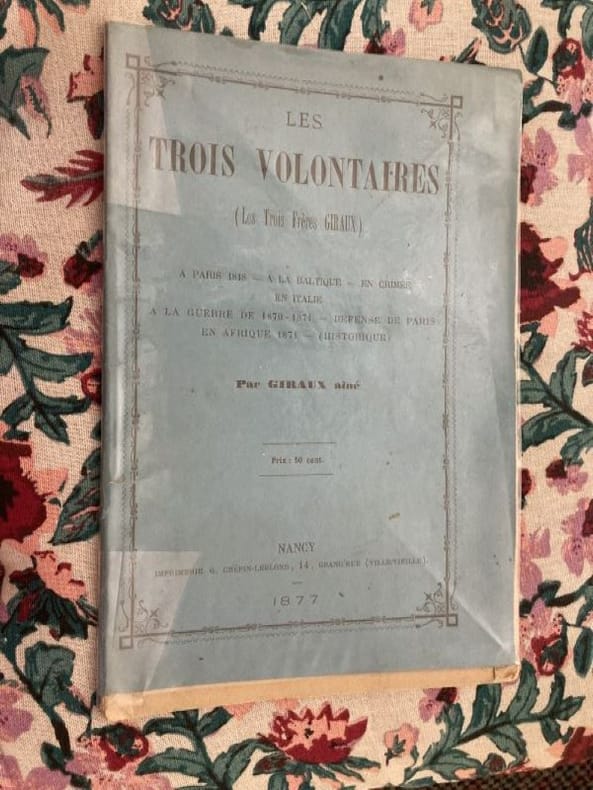 LES
TROIS VOLONTAIRES
(Les Trois Frères GIRAUX)
A PARIS 1848 — A LA BALTIQUE — EN CRIMÉE
EN ITALIE
A LA GUERRE DE 1870-1871 — DÉFENSE DE PARIS
EN AFRIQUE 1871 — (HISTORIQUE)
Par GIRAUX aîné
Prix : 50 cent.
NANCY
IMPRIMERIE G. CRÉPIN-LEBLOND, 14, GRAND'RUE (VILLE-VIEILLE).
1877